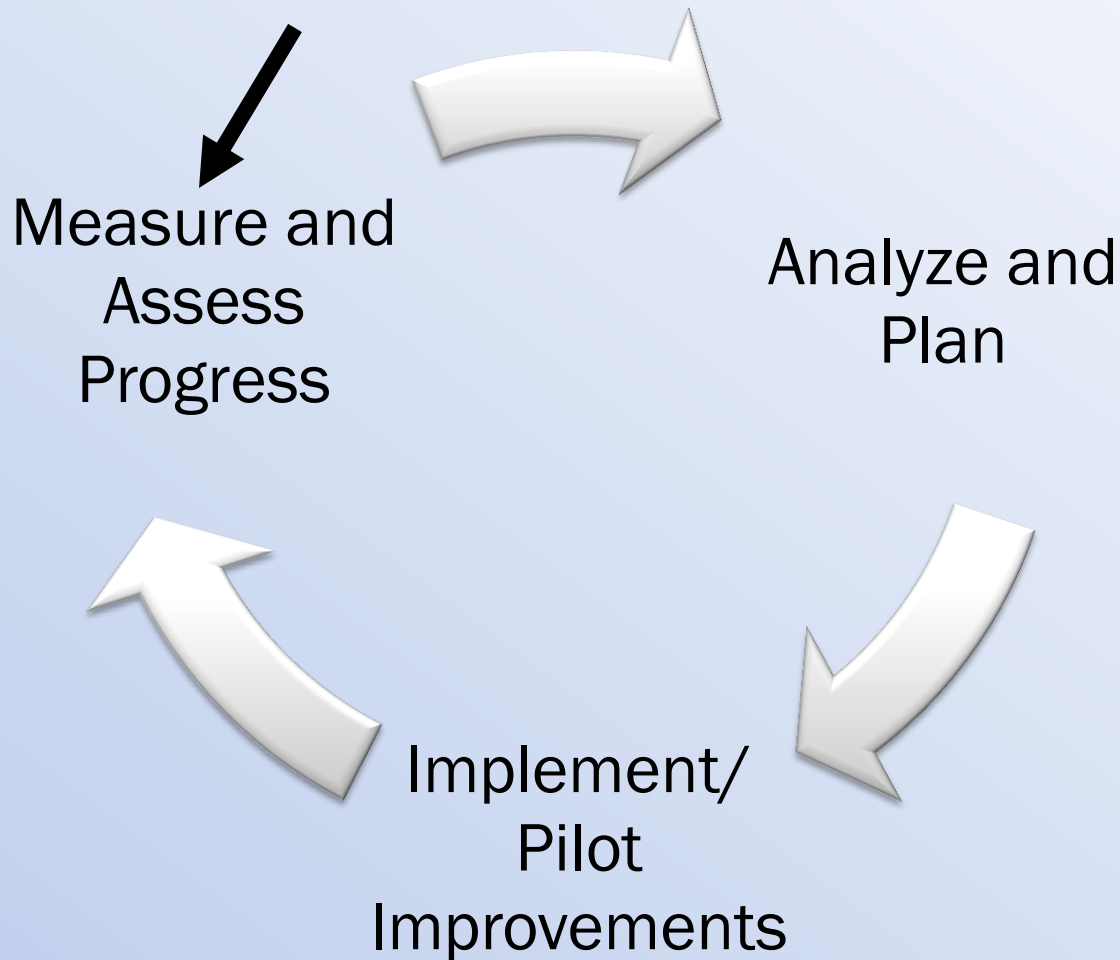 Measure and
Assess
Progress
Analyze and
Plan
Implement/
Pilot
Improvements